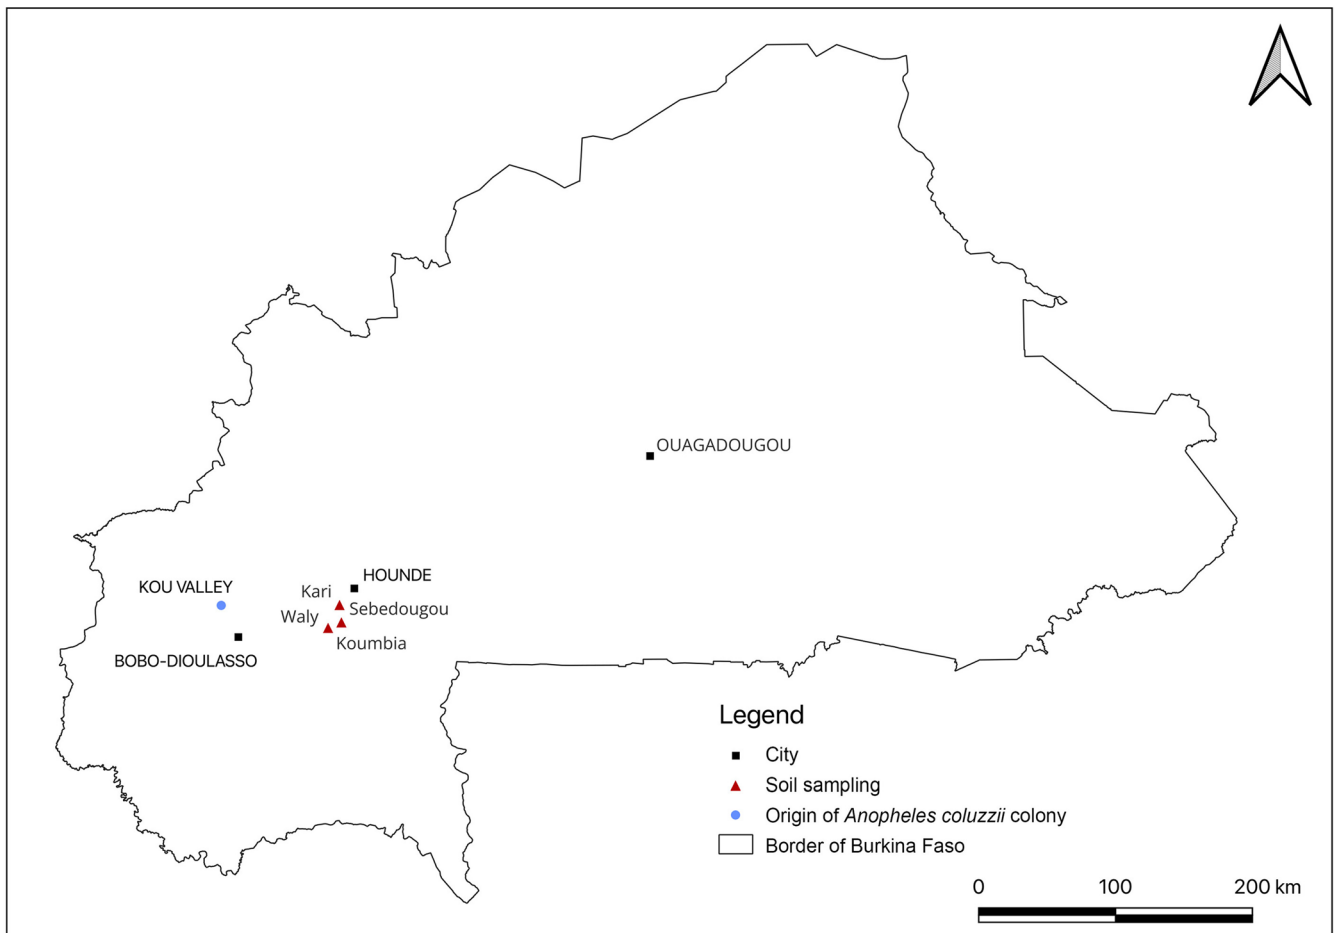 OUAGADOUGOU
HOUNDE
KOU VALLEY
Kari
Sebedougou
Waly
Koumbia
BOBO-DIOULASSO
Legend
City
Soil sampling
Origin of Anopheles coluzzii colony
Border of Burkina Faso
0 100 200 km